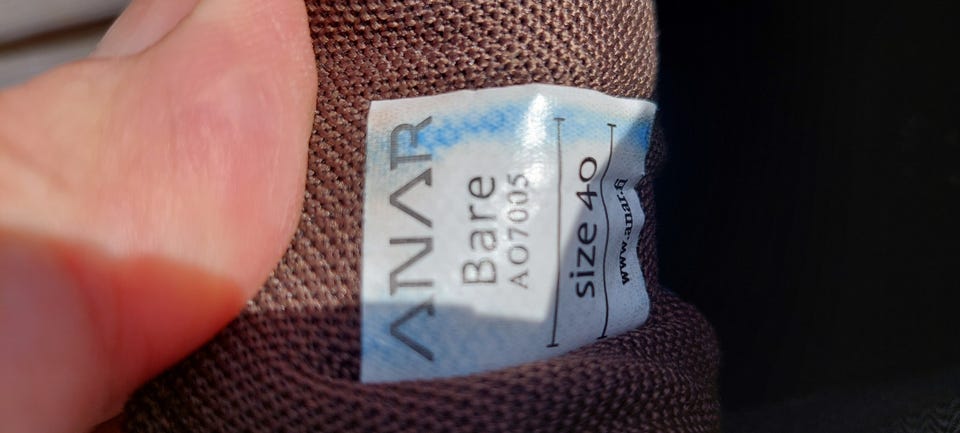 ANAR
Bare
AO7005
size 40